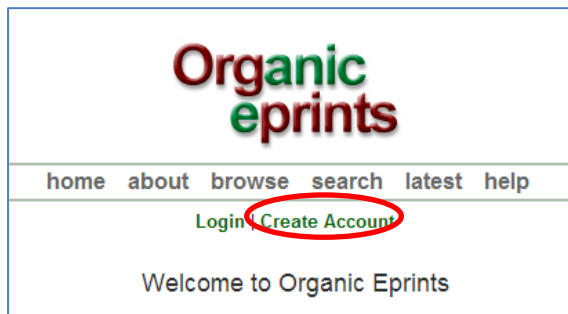 Organic
eprints
home about browse search latest help
Login | Create Account
Welcome to Organic Eprints